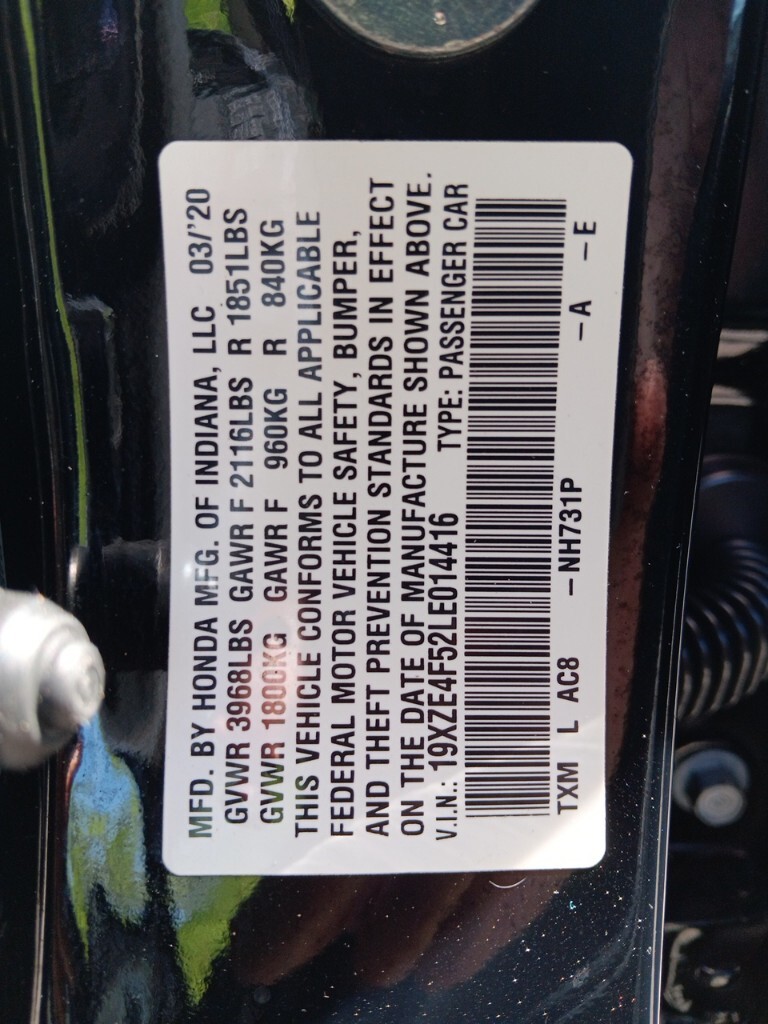 MFD. BY HONDA MFG. OF INDIANA, LLC 03/'20
GVWR 3968LBS GAWR F 2116LBS R 1851LBS
GVWR 1800KG GAWR F 960KG R 840KG
THIS VEHICLE CONFORMS TO ALL APPLICABLE
FEDERAL MOTOR VEHICLE SAFETY, BUMPER,
AND THEFT PREVENTION STANDARDS IN EFFECT
ON THE DATE OF MANUFACTURE SHOWN ABOVE.
V.I.N.: 19XZE4F52LE014416 TYPE: PASSENGER CAR
TXM L AC8 –NH731P –A –E